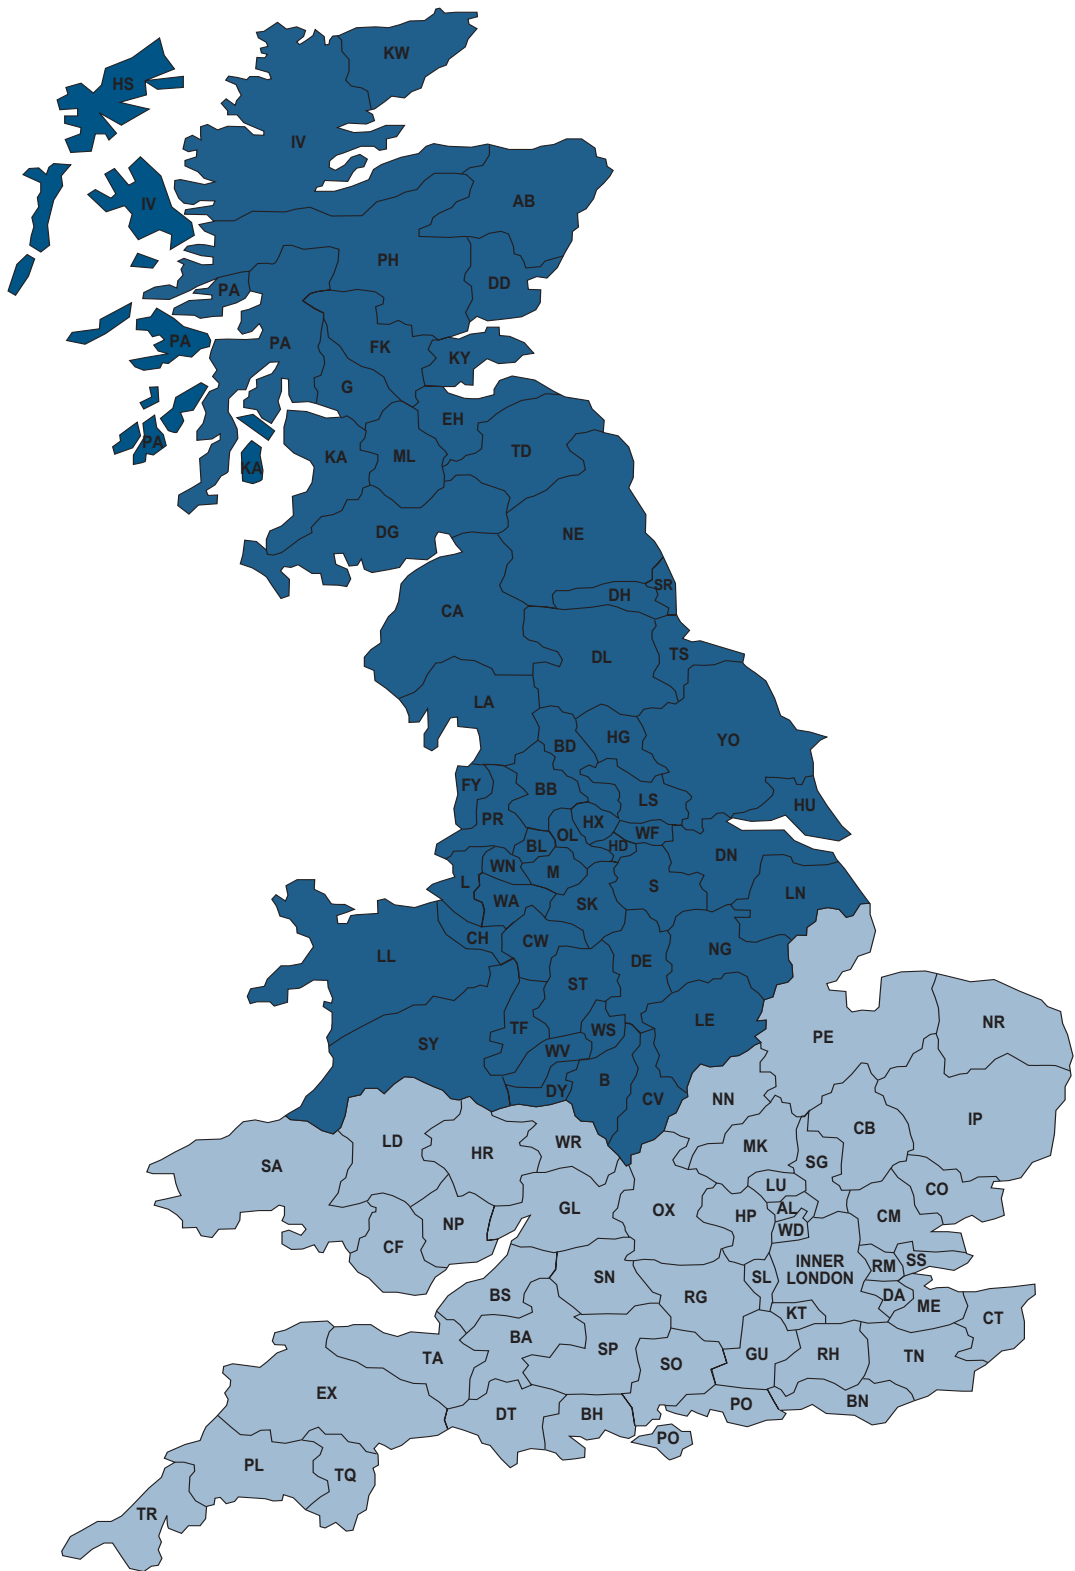 KW
HS
IV
IV
AB
PH
DD
PA
PA
PA
FK
KY
G
EH
PA
KA
KA
ML
TD
DG
NE
SR
DH
CA
DL
TS
LA
HG
YO
BD
FY
BB
LS
HU
PR
HX
OL
WF
BL
HD
DN
WN
M
L
S
LN
WA
SK
CH
CW
NG
LL
DE
ST
LE
NR
TF
WS
PE
SY
WV
B
DY
CV
NN
IP
CB
LD
WR
MK
HR
SG
SA
LU
CO
GL
OX
AL
HP
CM
NP
WD
CF
INNER
LONDON
SS
RM
SN
SL
BS
RG
DA
ME
KT
CT
BA
SP
GU
RH
TN
TA
SO
EX
BN
PO
DT
BH
PO
PL
TQ
TR